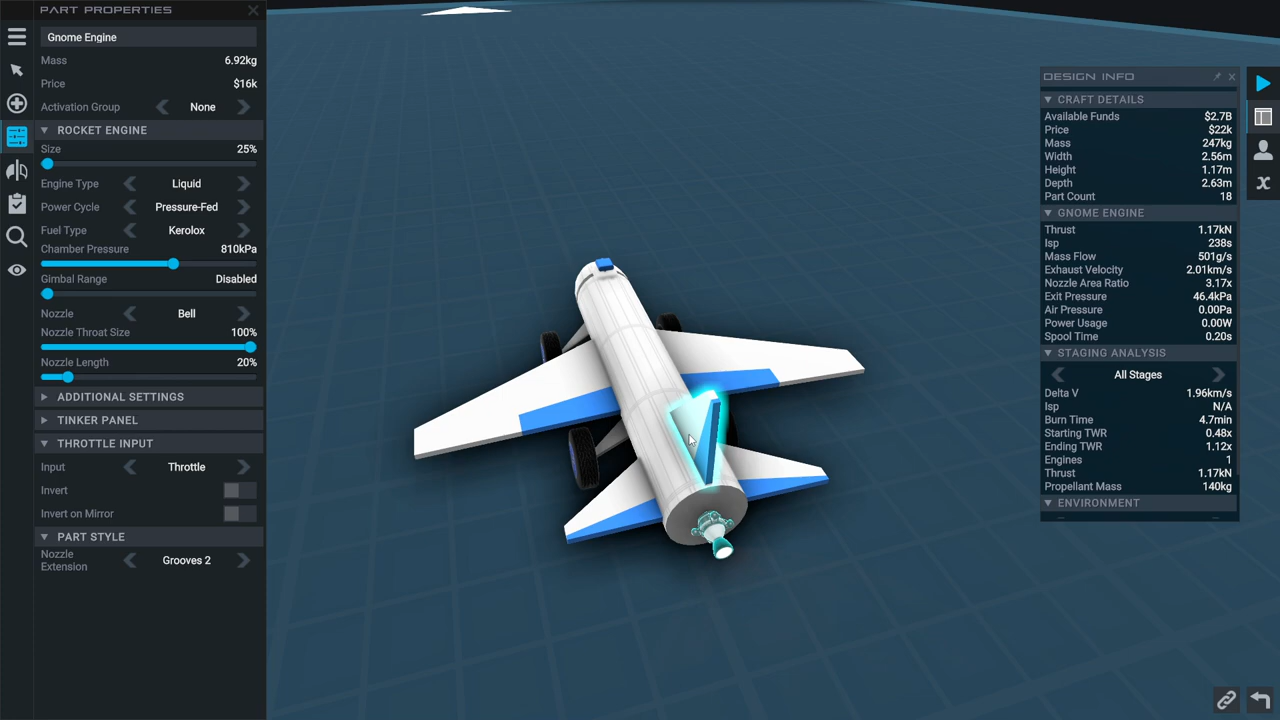 PART PROPERTIES
Gnome Engine
Mass 6.92kg
Price $16k
Activation Group None
ROCKET ENGINE
Size 25%
Engine Type Liquid
Power Cycle Pressure-Fed
Fuel Type Kerolox
Chamber Pressure 810kPa
Gimbal Range Disabled
Nozzle Bell
Nozzle Throat Size 100%
Nozzle Length 20%
ADDITIONAL SETTINGS
TINKER PANEL
THROTTLE INPUT
Input Throttle
Invert
Invert on Mirror
PART STYLE
Nozzle
Extension Grooves 2
DESIGN INFO
CRAFT DETAILS
Available Funds $2.7B
Price $22k
Mass 247kg
Width 2.56m
Height 1.17m
Depth 2.63m
Part Count 18
GNOME ENGINE
Thrust 1.17kN
Isp 238s
Mass Flow 501g/s
Exhaust Velocity 2.01km/s
Nozzle Area Ratio 3.17x
Exit Pressure 46.4kPa
Air Pressure 0.00Pa
Power Usage 0.00W
Spool Time 0.20s
STAGING ANALYSIS
All Stages
Delta V 1.96km/s
Isp N/A
Burn Time 4.7min
Starting TWR 0.48x
Ending TWR 1.12x
Engines 1
Thrust 1.17kN
Propellant Mass 140kg
ENVIRONMENT